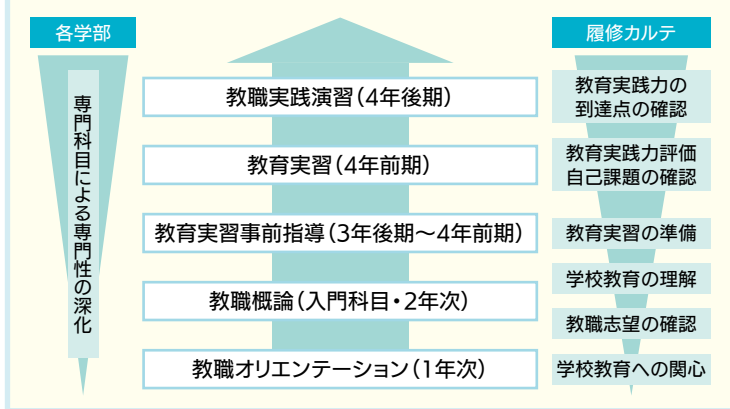 各学部
専門科目による専門性の深化
教職実践演習（4年後期）
教育実習（4年前期）
教育実習事前指導（3年後期～4年前期）
教職概論（入門科目・2年次）
教職オリエンテーション（1年次）
履修カルテ
教育実践力の
到達点の確認
教育実践力評価
自己課題の確認
教育実習の準備
学校教育の理解
教職志望の確認
学校教育への関心